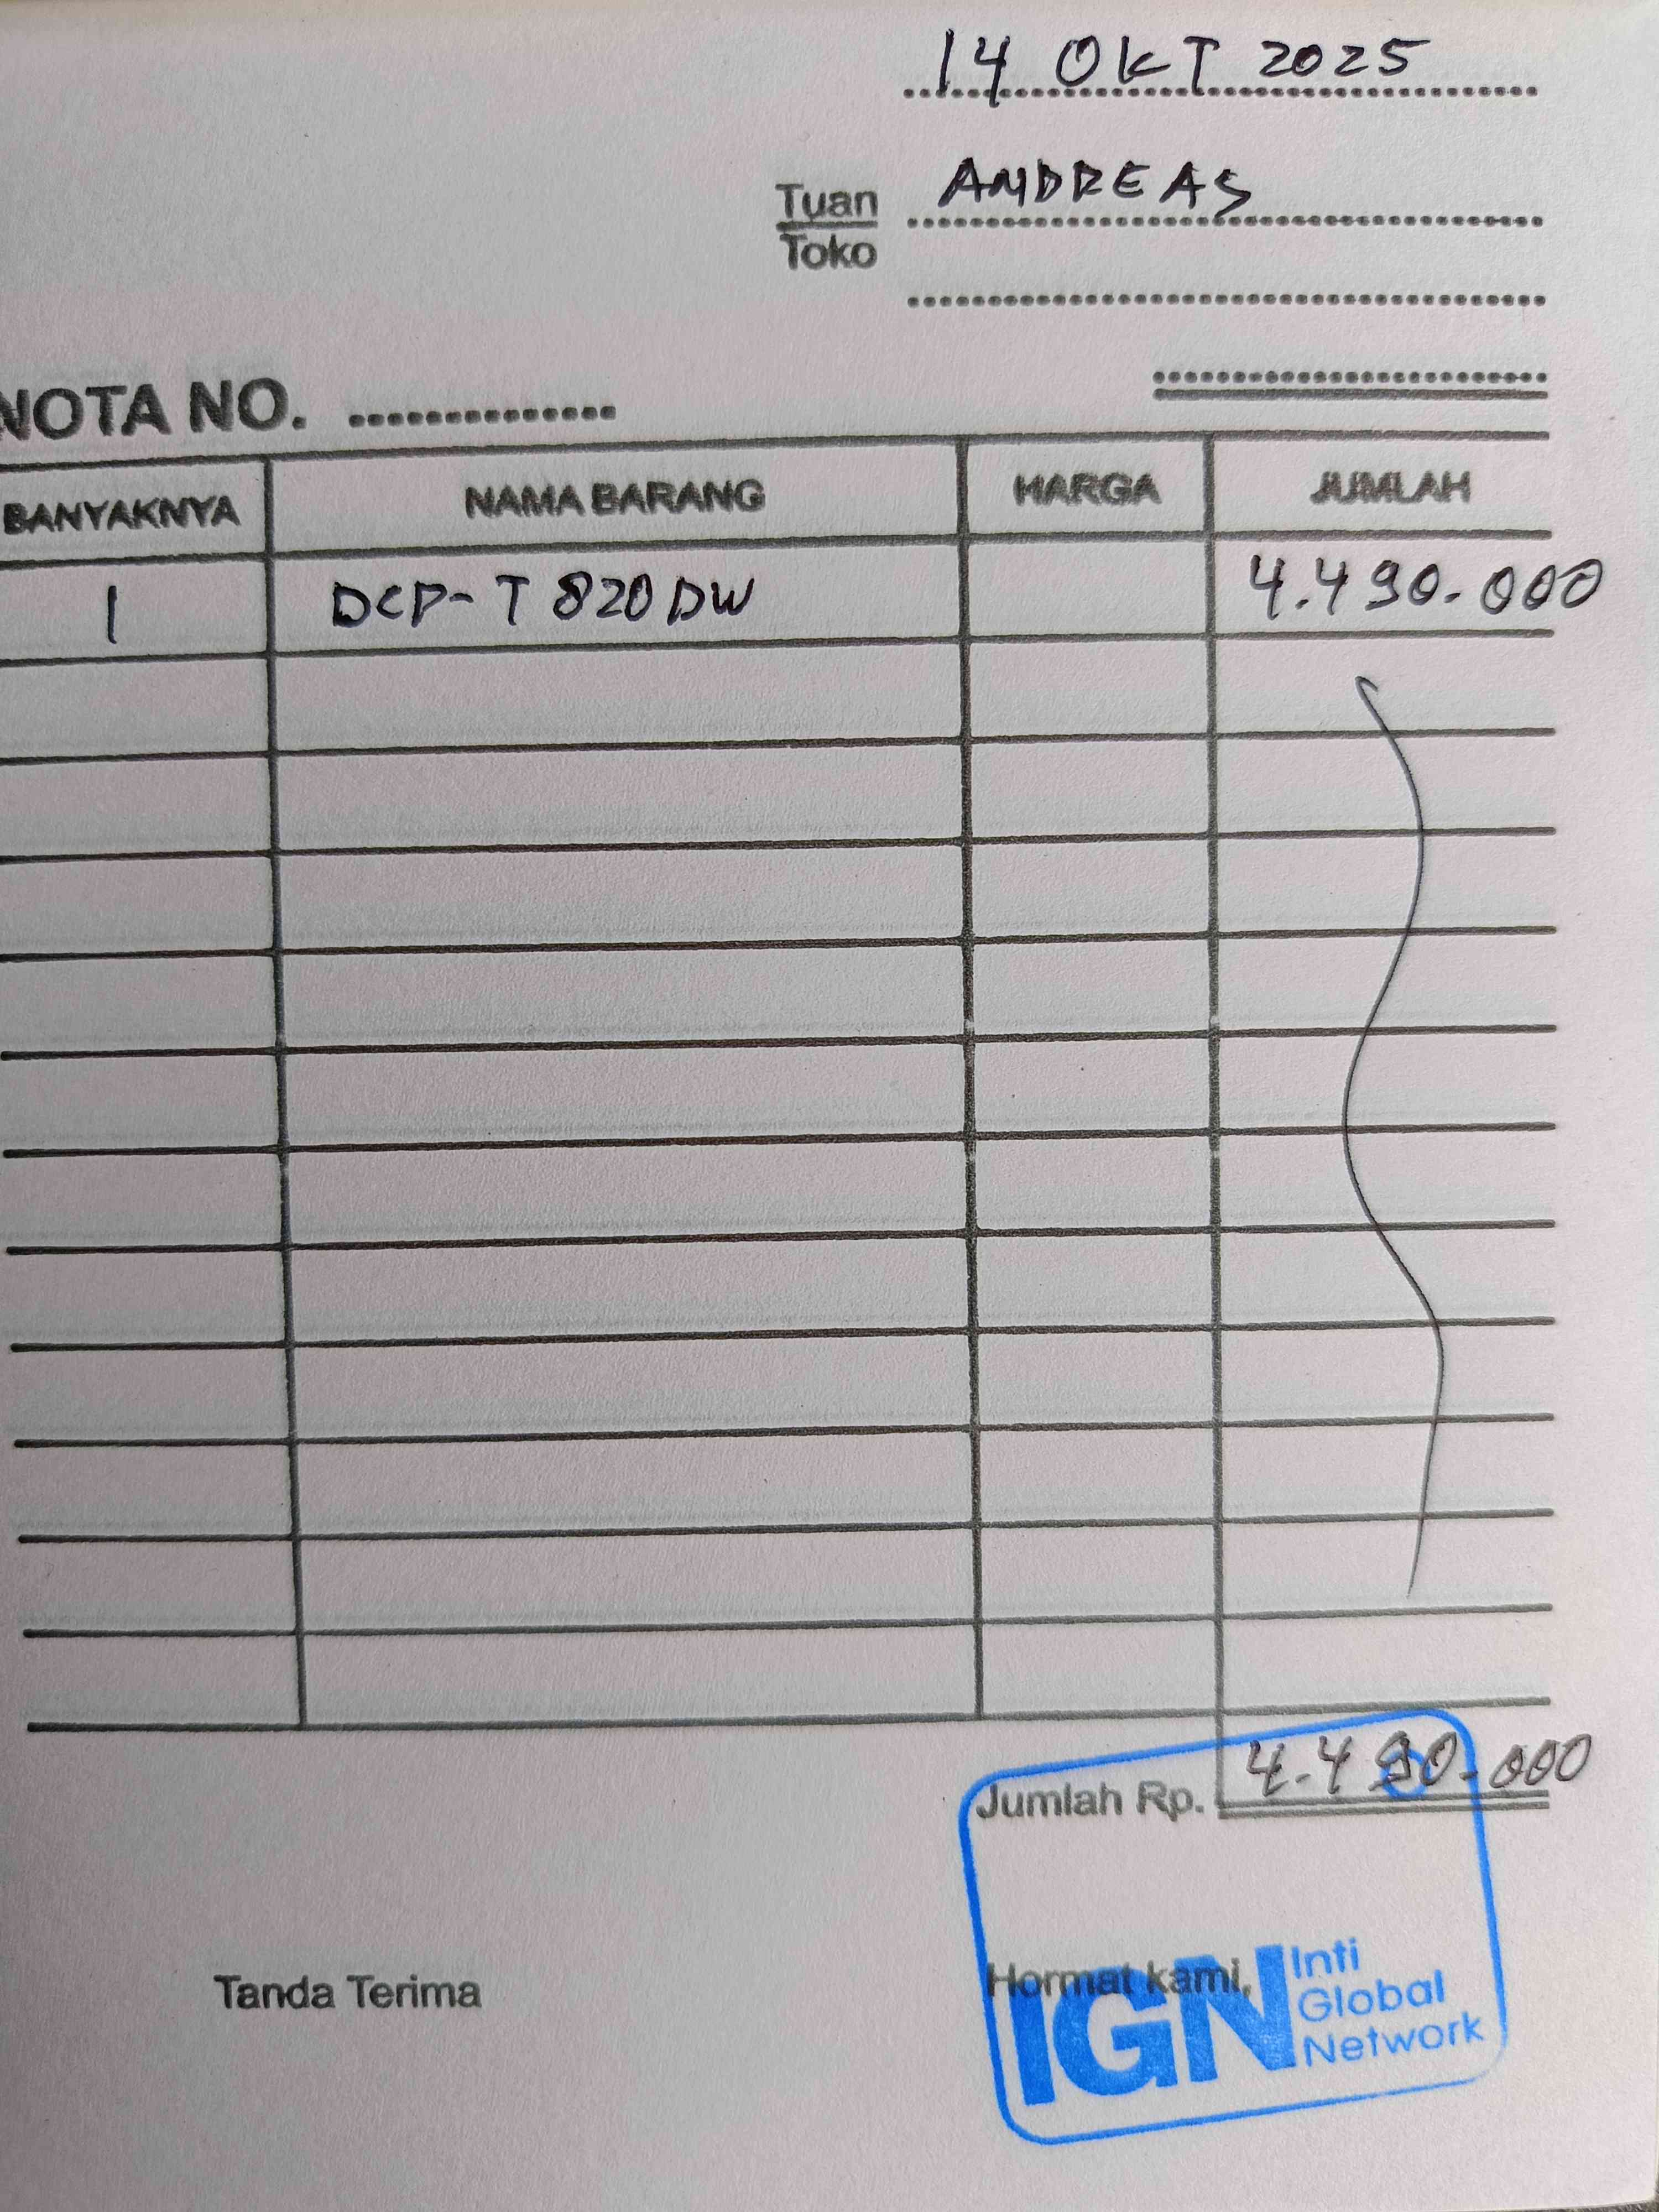 14 OKT 2025
Tuan ANDREAS
Toko
NOTA NO.
BANYAKNYA NAMA BARANG HARGA JUMLAH
1 DCP-T 820DW 4.490.000
Jumlah Rp. 4.490.000
Tanda Terima Hormat kami,
IGN Inti
Global
Network